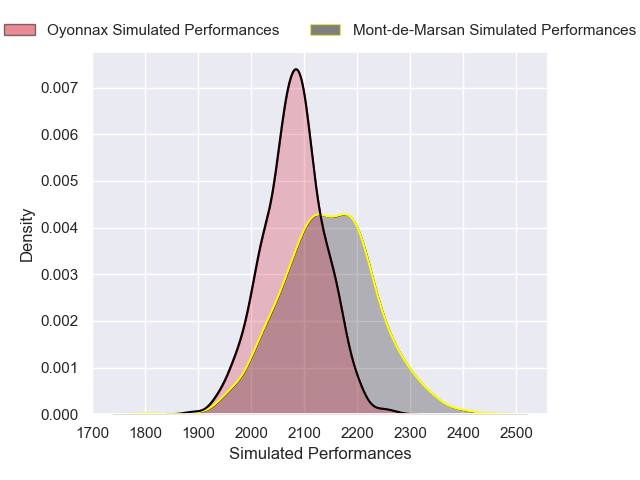 Oyonnax Simulated Performances
Mont-de-Marsan Simulated Performances
Density
0.007
0.006
0.005
0.004
0.003
0.002
0.001
0.000
1700 1800 1900 2000 2100 2200 2300 2400 2500
Simulated Performances